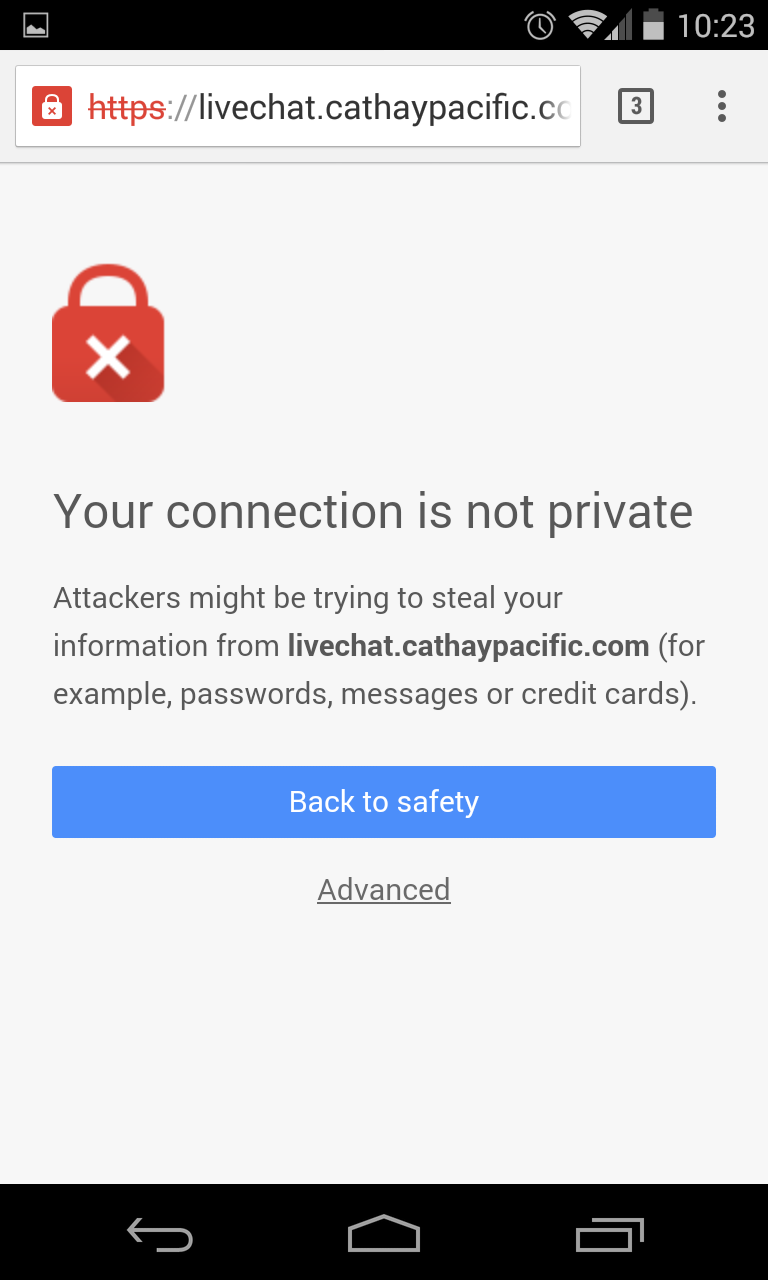 10:23
https://livechat.cathaypacific.co
3
Your connection is not private
Attackers might be trying to steal your
information from livechat.cathaypacific.com (for
example, passwords, messages or credit cards).
Back to safety
Advanced